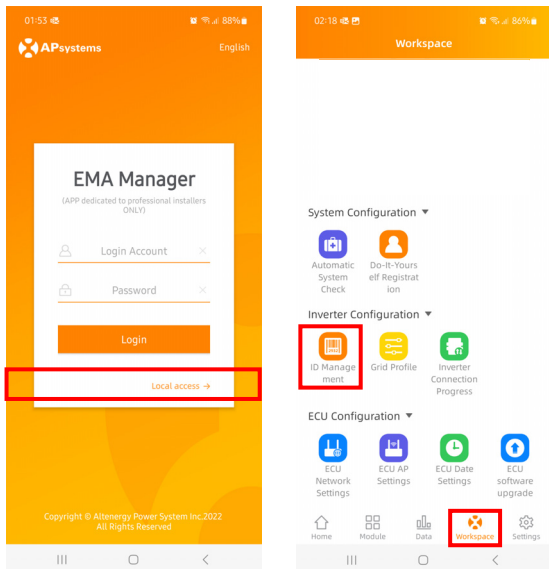 01:53 88%
APsystems English
EMA Manager
(APP dedicated to professional installers
ONLY)
Login Account
Password
Login
Local access →
Copyright © Altenergy Power System Inc.2022
All Rights Reserved
02:18 86%
Workspace
System Configuration ▼
Automatic
System
Check
Do-It-Yours
elf Registrat
ion
Inverter Configuration ▼
ID Manage
ment
Grid Profile
Inverter
Connection
Progress
ECU Configuration ▼
ECU
Network
Settings
ECU AP
Settings
ECU Date
Settings
ECU
software
upgrade
Home Module Data Workspace Settings